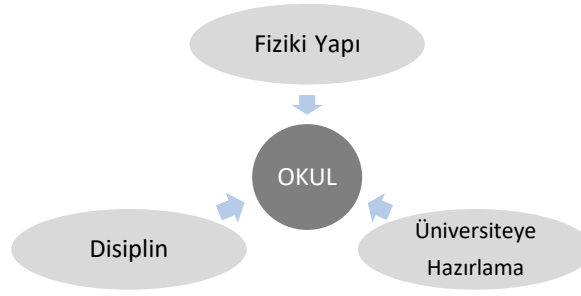 Fiziki Yapı
OKUL
Disiplin
Üniversiteye
Hazırlama